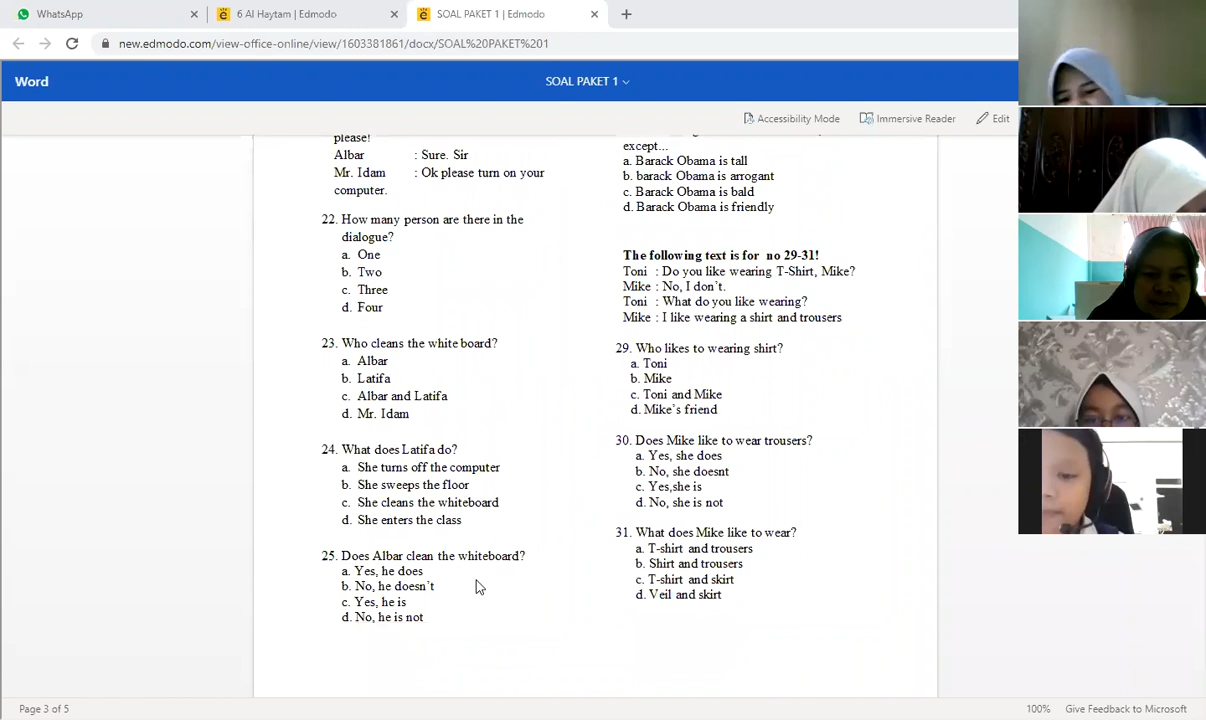 WhatsApp
6 Al Haytam | Edmodo
SOAL PAKET 1 | Edmodo
new.edmodo.com/view-office-online/view/1603381861/docx/SOAL%20PAKET%201
Word
SOAL PAKET 1
Accessibility Mode
Immersive Reader
Edit
please!
Albar : Sure. Sir
Mr. Idam : Ok please turn on your
computer.
22. How many person are there in the
dialogue?
a. One
b. Two
c. Three
d. Four
23. Who cleans the white board?
a. Albar
b. Latifa
c. Albar and Latifa
d. Mr. Idam
24. What does Latifa do?
a. She turns off the computer
b. She sweeps the floor
c. She cleans the whiteboard
d. She enters the class
25. Does Albar clean the whiteboard?
a. Yes, he does
b. No, he doesn't
c. Yes, he is
d. No, he is not
except...
a. Barack Obama is tall
b. barack Obama is arrogant
c. Barack Obama is bald
d. Barack Obama is friendly
The following text is for no 29-31!
Toni : Do you like wearing T-Shirt, Mike?
Mike : No, I don't.
Toni : What do you like wearing?
Mike : I like wearing a shirt and trousers
29. Who likes to wearing shirt?
a. Toni
b. Mike
c. Toni and Mike
d. Mike's friend
30. Does Mike like to wear trousers?
a. Yes, she does
b. No, she doesnt
c. Yes,she is
d. No, she is not
31. What does Mike like to wear?
a. T-shirt and trousers
b. Shirt and trousers
c. T-shirt and skirt
d. Veil and skirt
Page 3 of 5
100%
Give Feedback to Microsoft